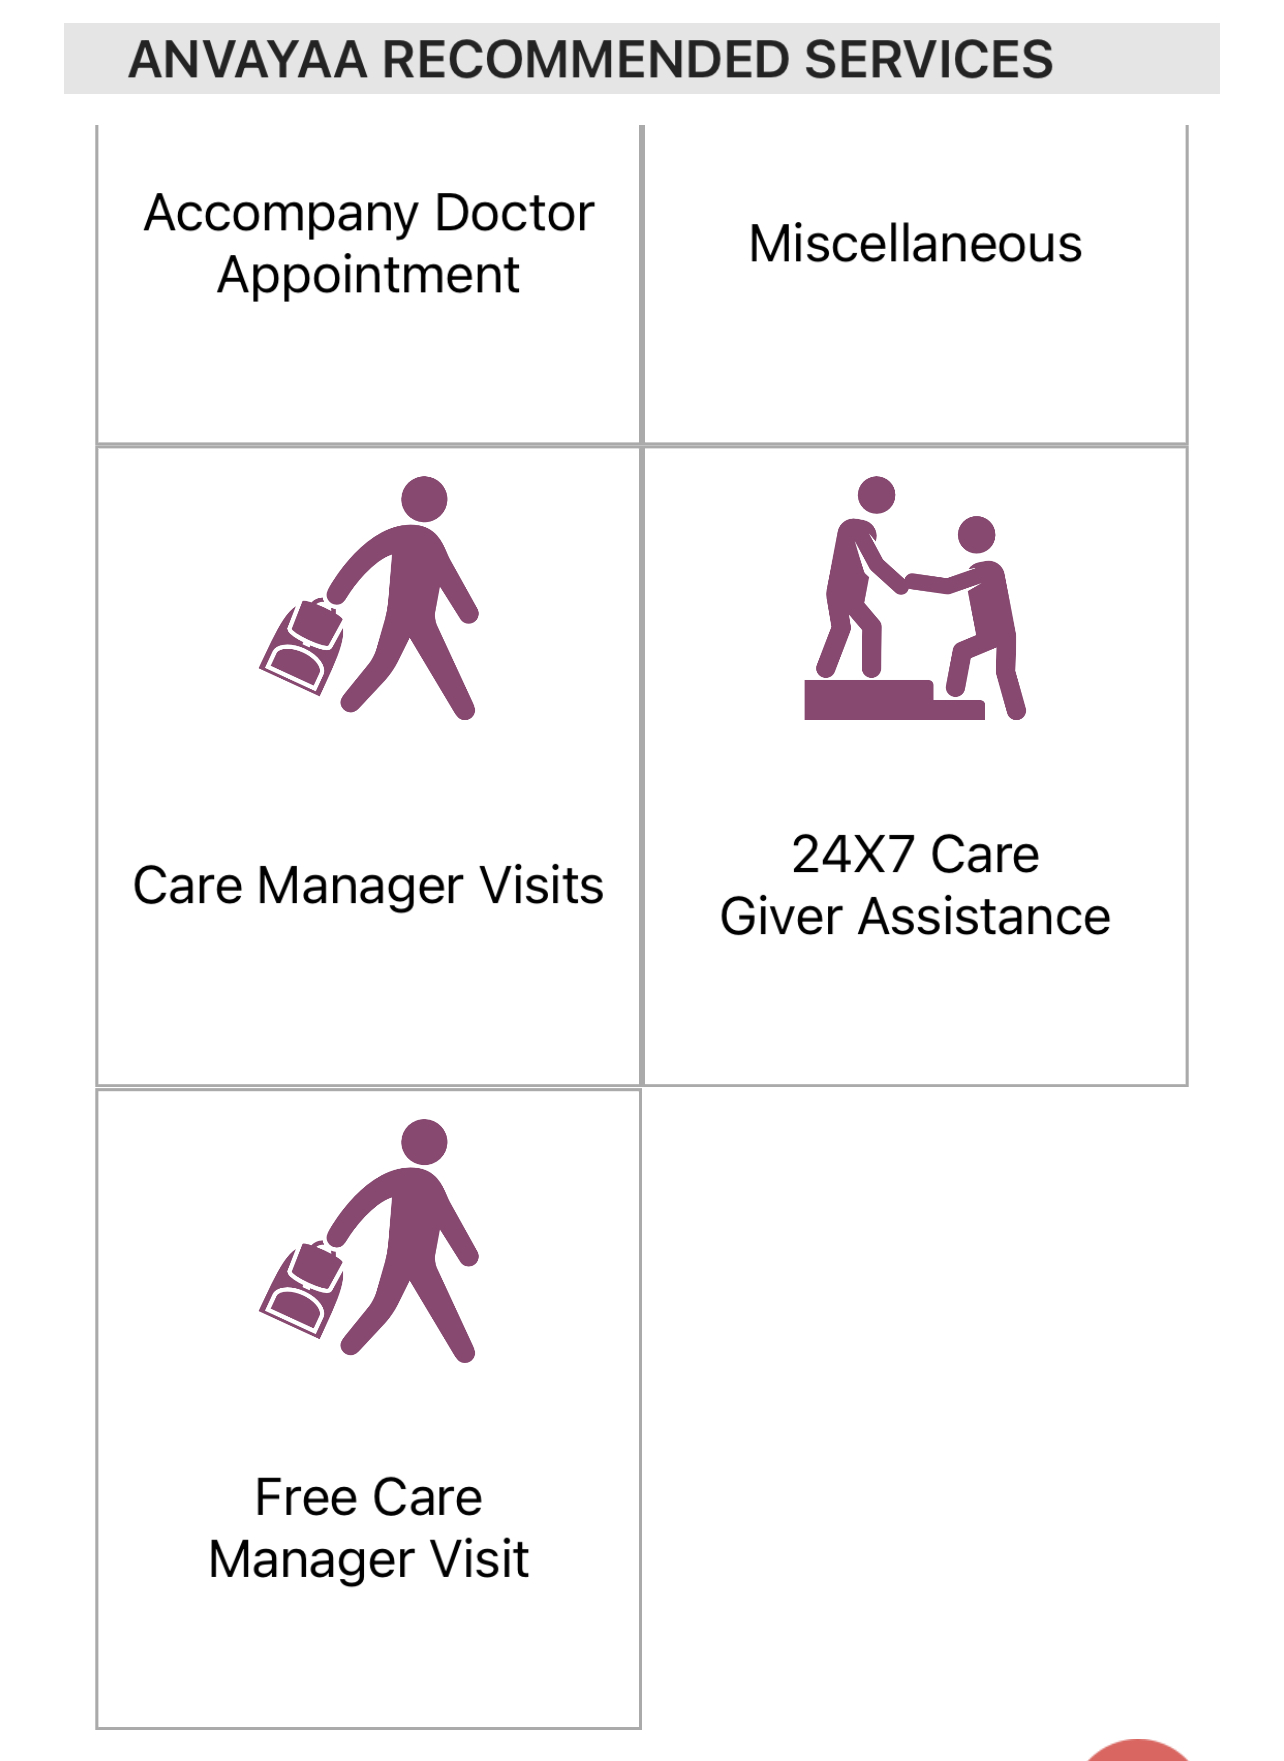 ANVAYAA RECOMMENDED SERVICES
Accompany Doctor
Appointment
Miscellaneous
Care Manager Visits
24X7 Care
Giver Assistance
Free Care
Manager Visit